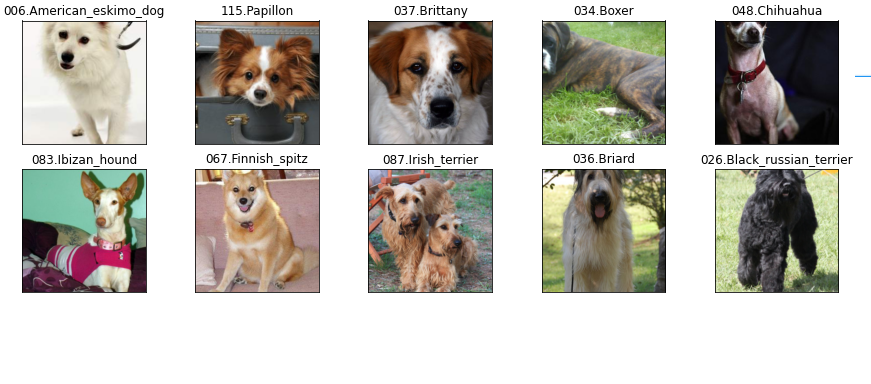 006.American_eskimo_dog
115.Papillon
037.Brittany
034.Boxer
048.Chihuahua
083.Ibizan_hound
067.Finnish_spitz
087.Irish_terrier
036.Briard
026.Black_russian_terrier